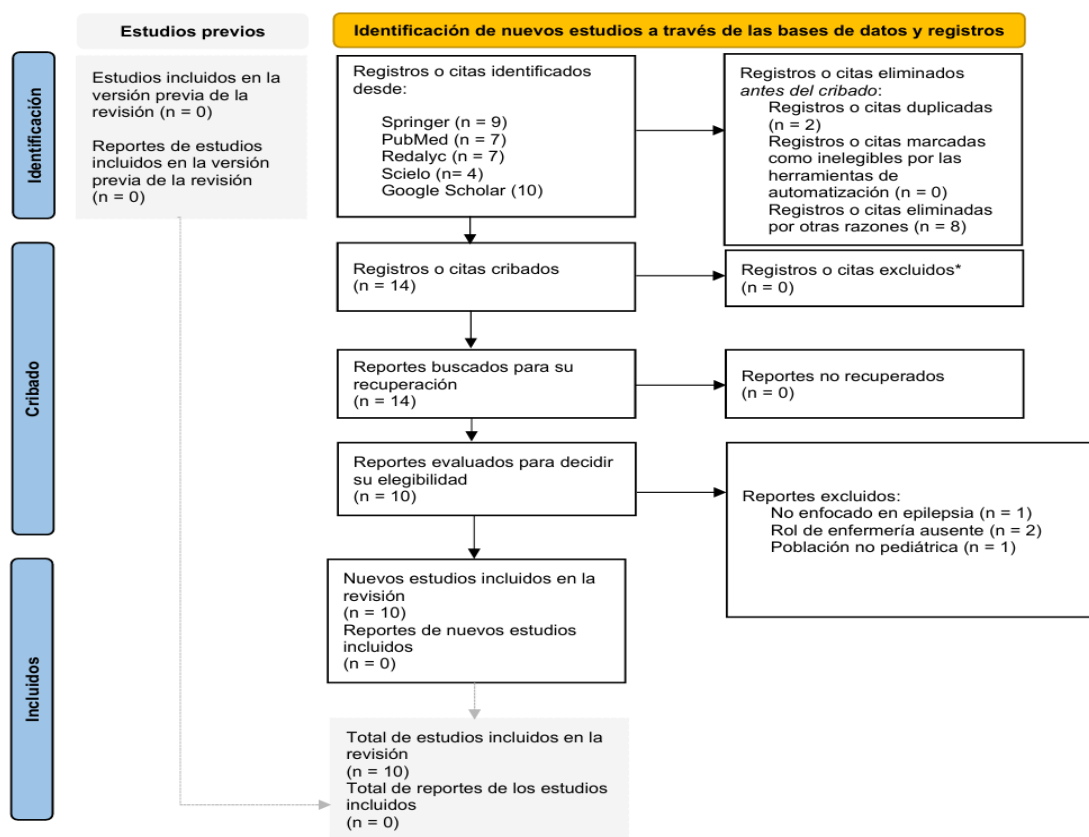 Estudios previos
Identificación de nuevos estudios a través de las bases de datos y registros
Identificación
Estudios incluidos en la
versión previa de la
revisión (n = 0)
Reportes de estudios
incluidos en la versión
previa de la revisión
(n = 0)
Registros o citas identificados
desde:
Springer (n = 9)
PubMed (n = 7)
Redalyc (n = 7)
Scielo (n= 4)
Google Scholar (10)
Registros o citas eliminados
antes del cribado:
Registros o citas duplicadas
(n = 2)
Registros o citas marcadas
como inelegibles por las
herramientas de
automatización (n = 0)
Registros o citas eliminadas
por otras razones (n = 8)
Cribado
Registros o citas cribados
(n = 14)
Registros o citas excluidos*
(n = 0)
Reportes buscados para su
recuperación
(n = 14)
Reportes no recuperados
(n = 0)
Reportes evaluados para decidir
su elegibilidad
(n = 10)
Reportes excluidos:
No enfocado en epilepsia (n = 1)
Rol de enfermería ausente (n = 2)
Población no pediátrica (n = 1)
Incluidos
Nuevos estudios incluidos en la
revisión
(n = 10)
Reportes de nuevos estudios
incluidos
(n = 0)
Total de estudios incluidos en la
revisión
(n = 10)
Total de reportes de los estudios
incluidos
(n = 0)